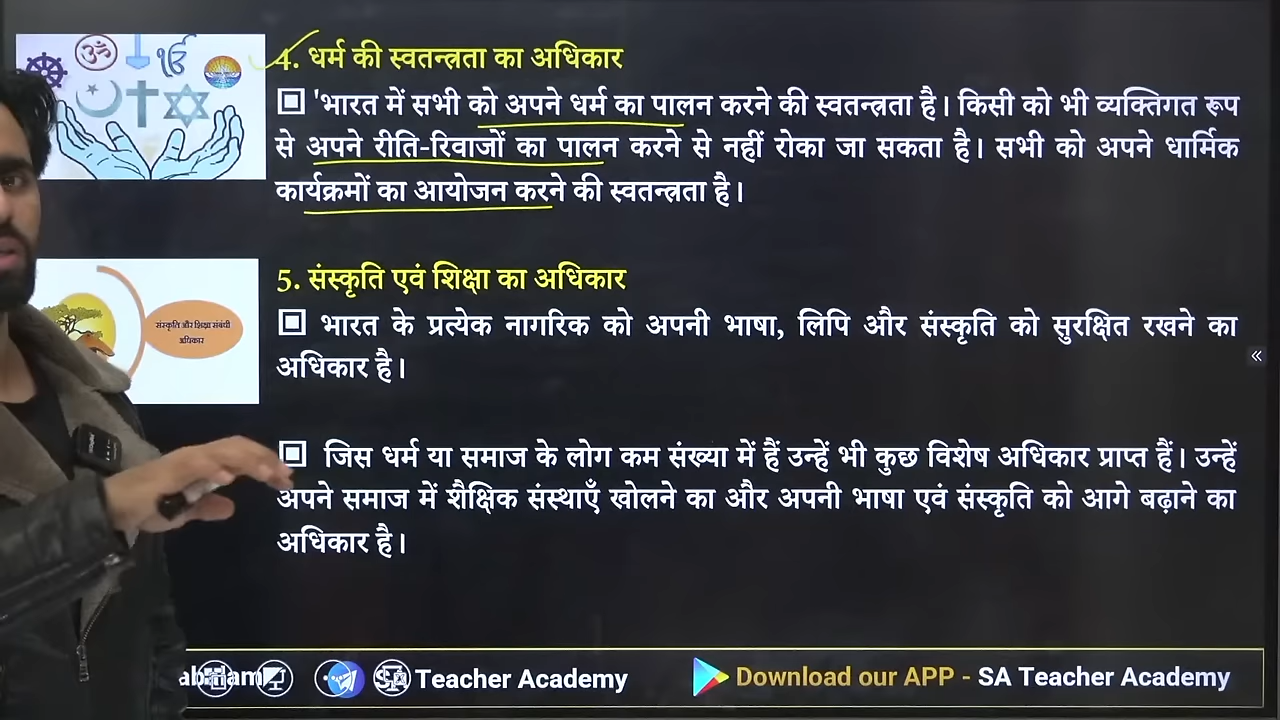 4. धर्म की स्वतन्त्रता का अधिकार
'भारत में सभी को अपने धर्म का पालन करने की स्वतन्त्रता है। किसी को भी व्यक्तिगत रूप
से अपने रीति-रिवाजों का पालन करने से नहीं रोका जा सकता है। सभी को अपने धार्मिक
कार्यक्रमों का आयोजन करने की स्वतन्त्रता है।
5. संस्कृति एवं शिक्षा का अधिकार
संस्कृति और शिक्षा संबंधी
अधिकार
भारत के प्रत्येक नागरिक को अपनी भाषा, लिपि और संस्कृति को सुरक्षित रखने का
अधिकार है।
जिस धर्म या समाज के लोग कम संख्या में हैं उन्हें भी कुछ विशेष अधिकार प्राप्त हैं। उन्हें
अपने समाज में शैक्षिक संस्थाएँ खोलने का और अपनी भाषा एवं संस्कृति को आगे बढ़ाने का
अधिकार है।
Teacher Academy
Download our APP - SA Teacher Academy